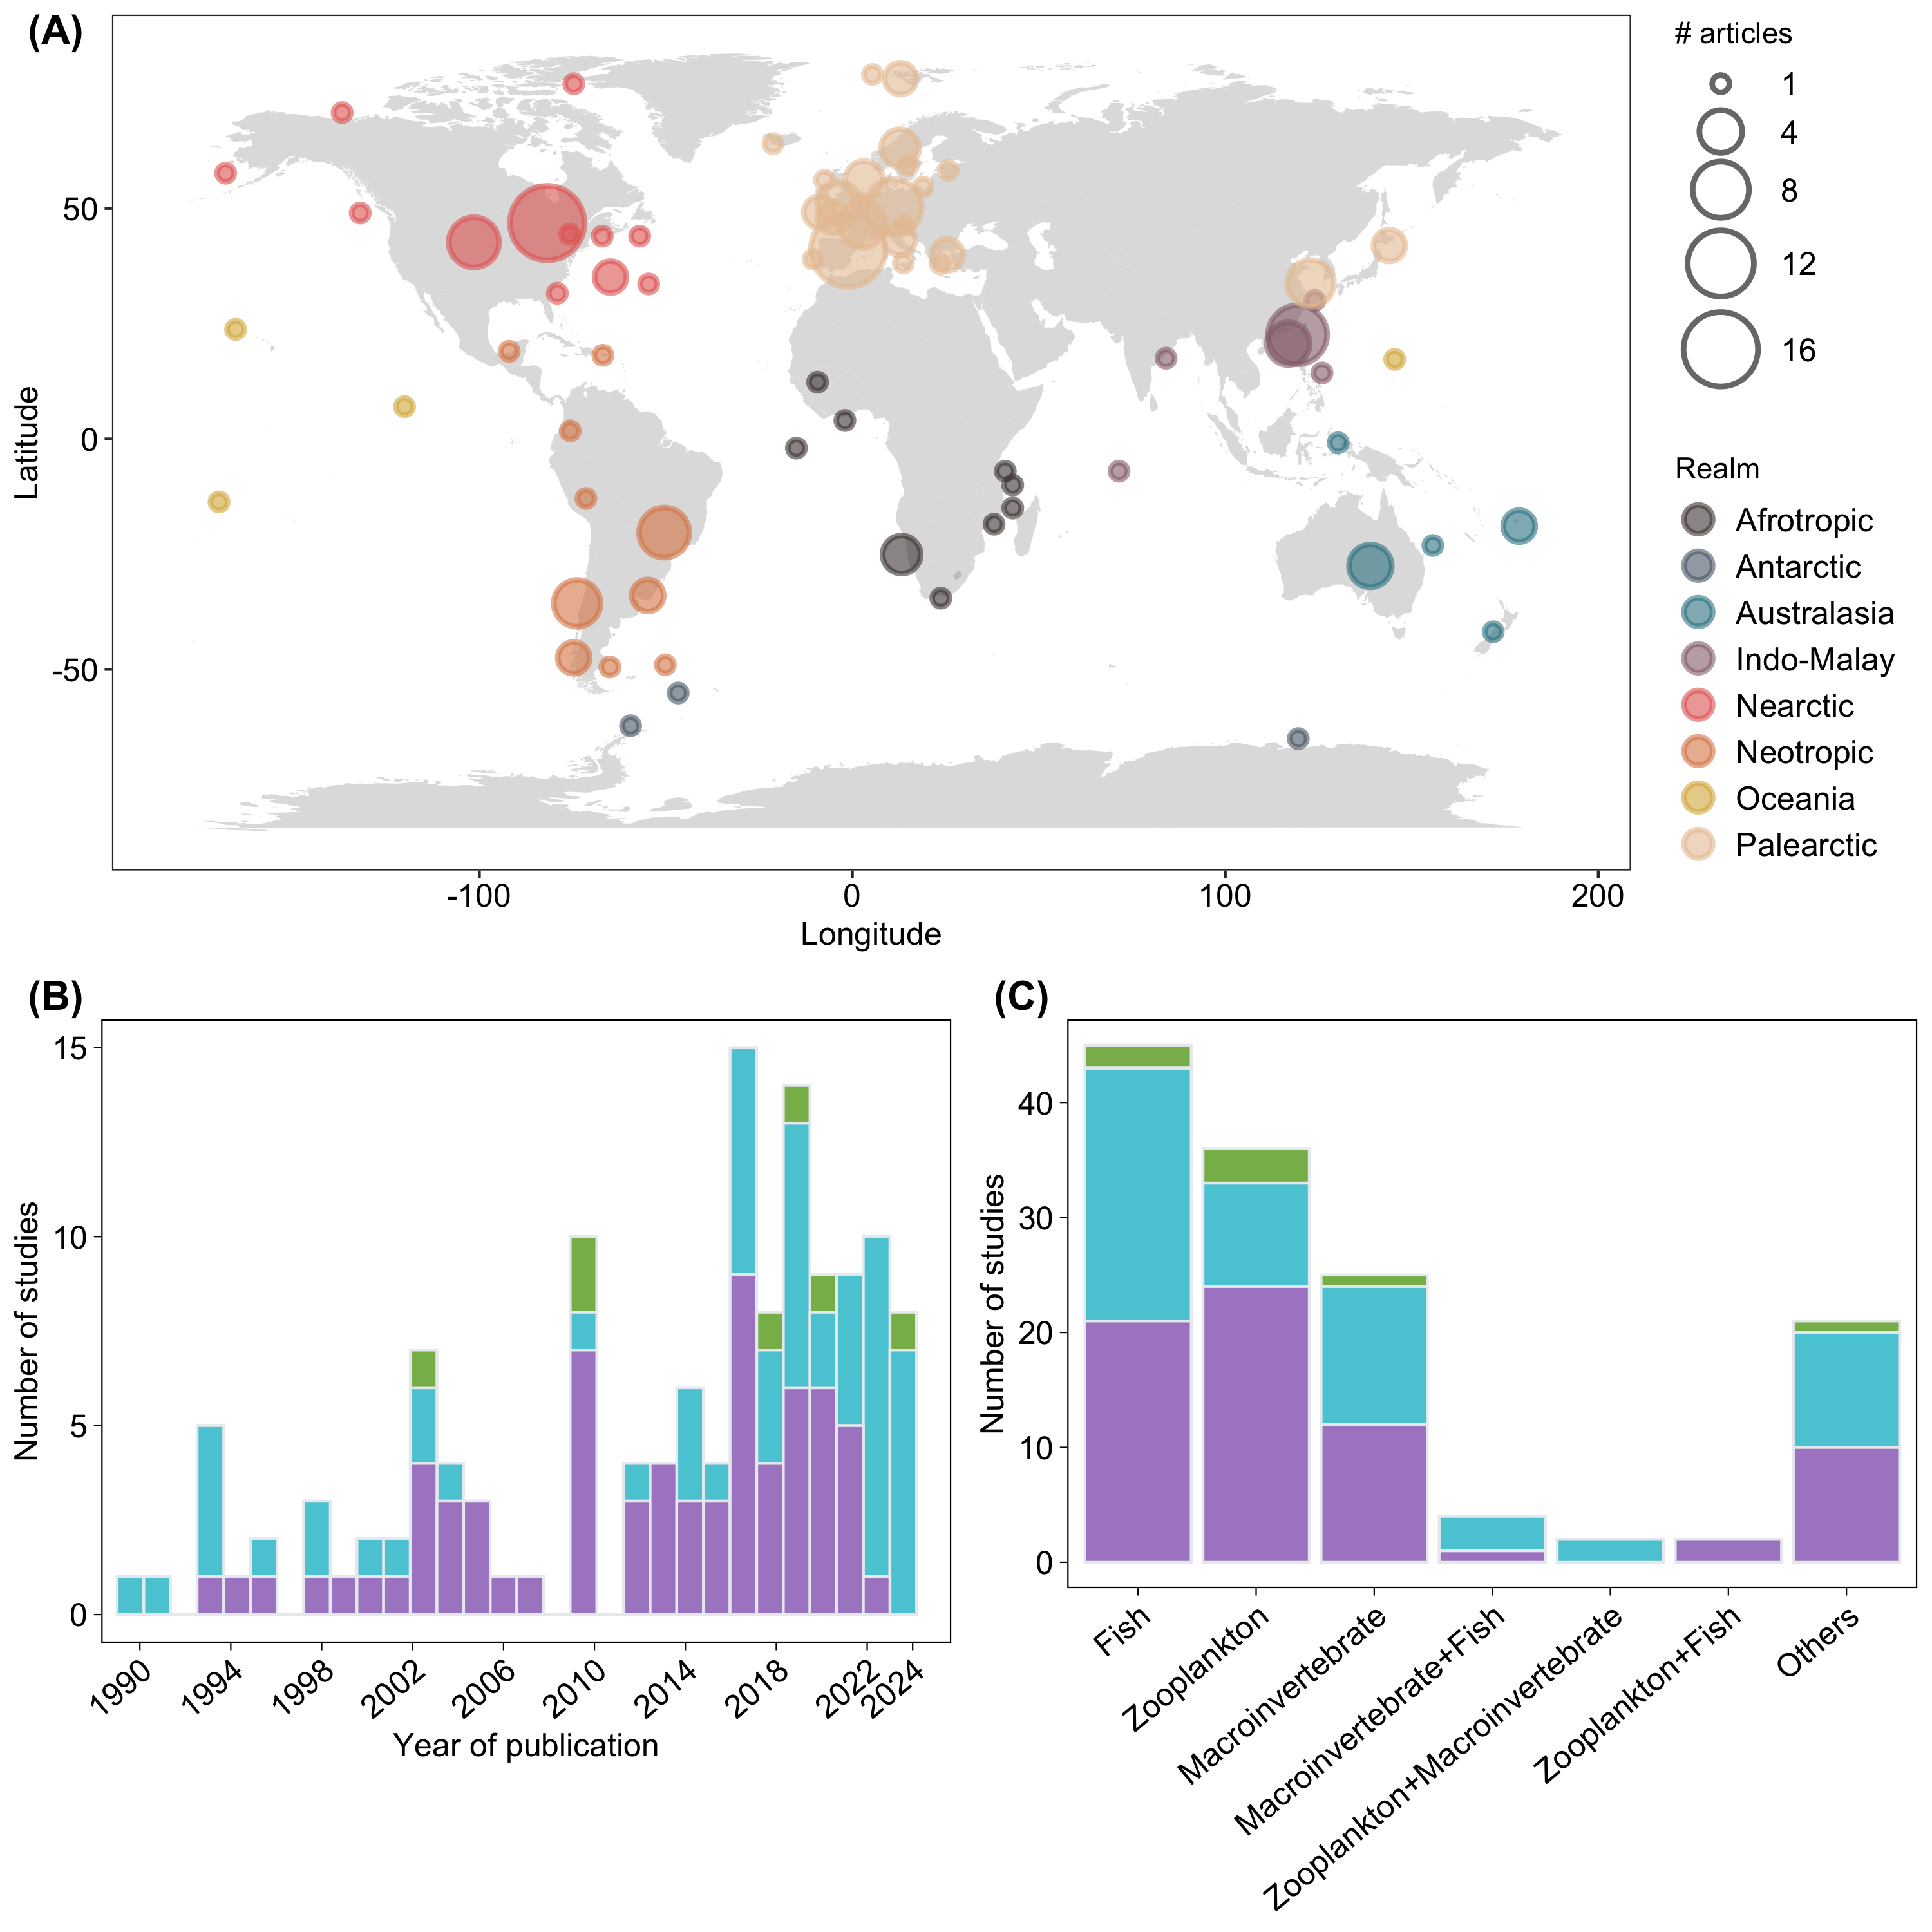 (A)
50
0
-50
Latitude
-100
0
100
200
Longitude
# articles
1
4
8
12
16
Realm
Afrotropic
Antarctic
Australasia
Indo-Malay
Nearctic
Neotropic
Oceania
Palearctic
(B)
15
10
5
0
Number of studies
1990
1994
1998
2002
2006
2010
2014
2018
2022
2024
Year of publication
(C)
40
30
20
10
0
Number of studies
Fish
Zooplankton
Macroinvertebrate
Macroinvertebrate+Fish
Zooplankton+Macroinvertebrate
Zooplankton+Fish
Others